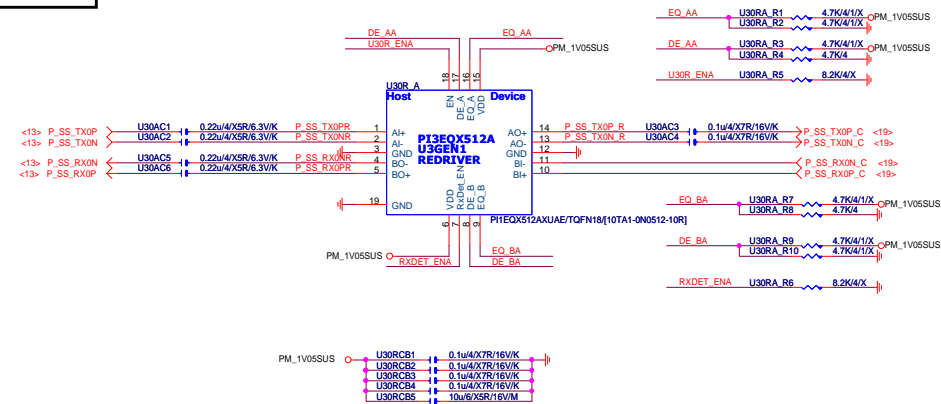 EQ_AA U30RA_R1 4.7K/4/1/X PM_1V05SUS
U30RA_R2 4.7K/4/1/X
DE_AA U30RA_R3 4.7K/4/1/X PM_1V05SUS
U30RA_R4 4.7K/4
U30R_ENA U30RA_R5 8.2K/4/X
DE_AA EQ_AA
U30R_ENA PM_1V05SUS
18 17 16 15
U30R_A
Host Device
EN DE_A EQ_A VDD
<13> P_SS_TX0P U30AC1 0.22u/4/X5R/6.3V/K P_SS_TX0PR 1 AI+ AO+ 14 P_SS_TX0P_R U30AC3 0.1u/4/X7R/16V/K P_SS_TX0P_C <19>
<13> P_SS_TX0N U30AC2 0.22u/4/X5R/6.3V/K P_SS_TX0NR 2 AI- AO- 13 P_SS_TX0N_R U30AC4 0.1u/4/X7R/16V/K P_SS_TX0N_C <19>
3 GND GND 12
<13> P_SS_RX0N U30AC5 0.22u/4/X5R/6.3V/K P_SS_RX0NR 4 BO- BI- 11 P_SS_RX0N_C <19>
<13> P_SS_RX0P U30AC6 0.22u/4/X5R/6.3V/K P_SS_RX0PR 5 BO+ BI+ 10 P_SS_RX0P_C <19>
PI3EQX512A
U3GEN1
REDRIVER
19 GND
VDD RxDet_EN DE_B EQ_B
PI1EQX512AXUAE/TQFN18/[10TA1-0N0512-10R]
6 7 8 9
PM_1V05SUS EQ_BA
RXDET_ENA DE_BA
EQ_BA U30RA_R7 4.7K/4/1/X PM_1V05SUS
U30RA_R8 4.7K/4
DE_BA U30RA_R9 4.7K/4/1/X PM_1V05SUS
U30RA_R10 4.7K/4/1/X
RXDET_ENA U30RA_R6 8.2K/4/X
PM_1V05SUS U30RCB1 0.1u/4/X7R/16V/K
U30RCB2 0.1u/4/X7R/16V/K
U30RCB3 0.1u/4/X7R/16V/K
U30RCB4 0.1u/4/X7R/16V/K
U30RCB5 10u/6/X5R/16V/M